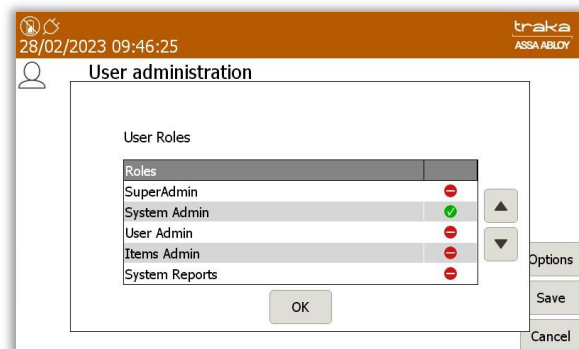 traka
28/02/2023 09:46:25
ASSA ABLOY
User administration
User Roles
Roles
SuperAdmin
System Admin
User Admin
Items Admin
System Reports
Options
OK
Save
Cancel